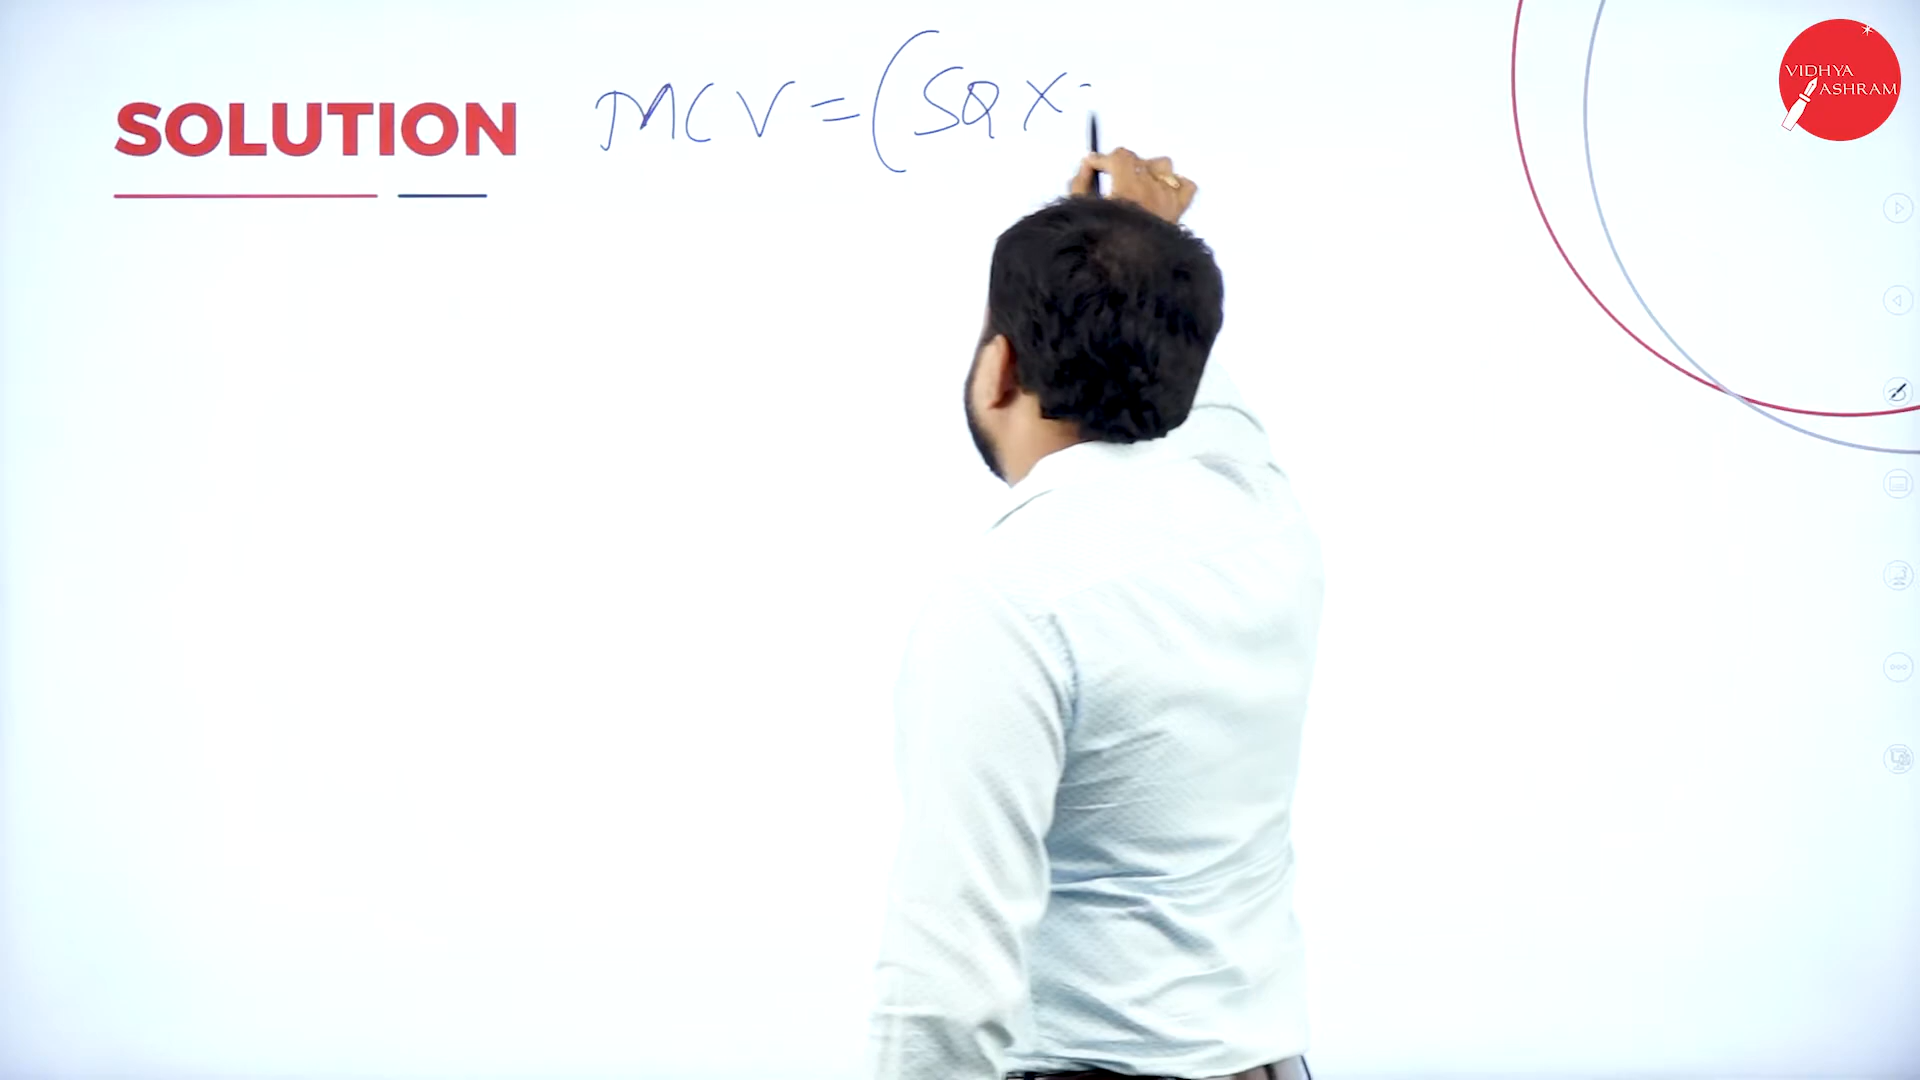 SOLUTION
MCV = (SQ X
VIDHYA
ASHRAM